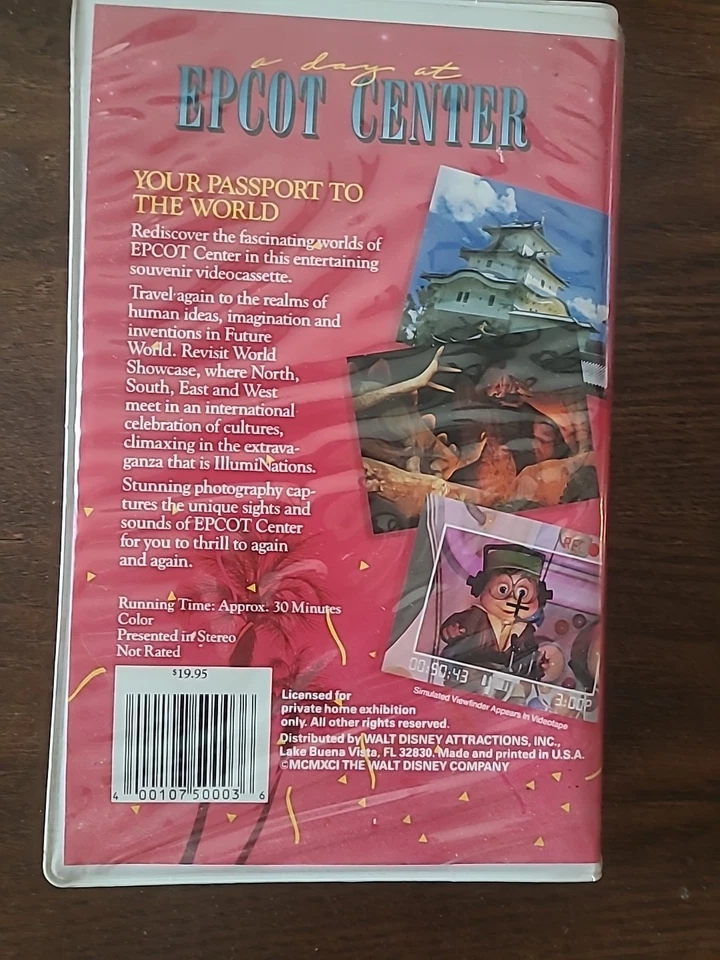 a day at
EPCOT CENTER
YOUR PASSPORT TO
THE WORLD
Rediscover the fascinating worlds of
EPCOT Center in this entertaining
souvenir videocassette.
Travel again to the realms of
human ideas, imagination and
inventions in Future
World. Revisit World
Showcase, where North,
South, East and West
meet in an international
celebration of cultures,
climaxing in the extrava-
ganza that is IllumiNations.
Stunning photography cap-
tures the unique sights and
sounds of EPCOT Center
for you to thrill to again
and again.
REC
00:50:43
3:00P
Simulated Viewfinder Appears In Videotape
Running Time: Approx. 30 Minutes
Color
Presented in Stereo
Not Rated
$19.95
4 00107 50003 6
Licensed for
private home exhibition
only. All other rights reserved.
Distributed by WALT DISNEY ATTRACTIONS, INC.,
Lake Buena Vista, FL 32830. Made and printed in U.S.A.
©MCMXCI THE WALT DISNEY COMPANY